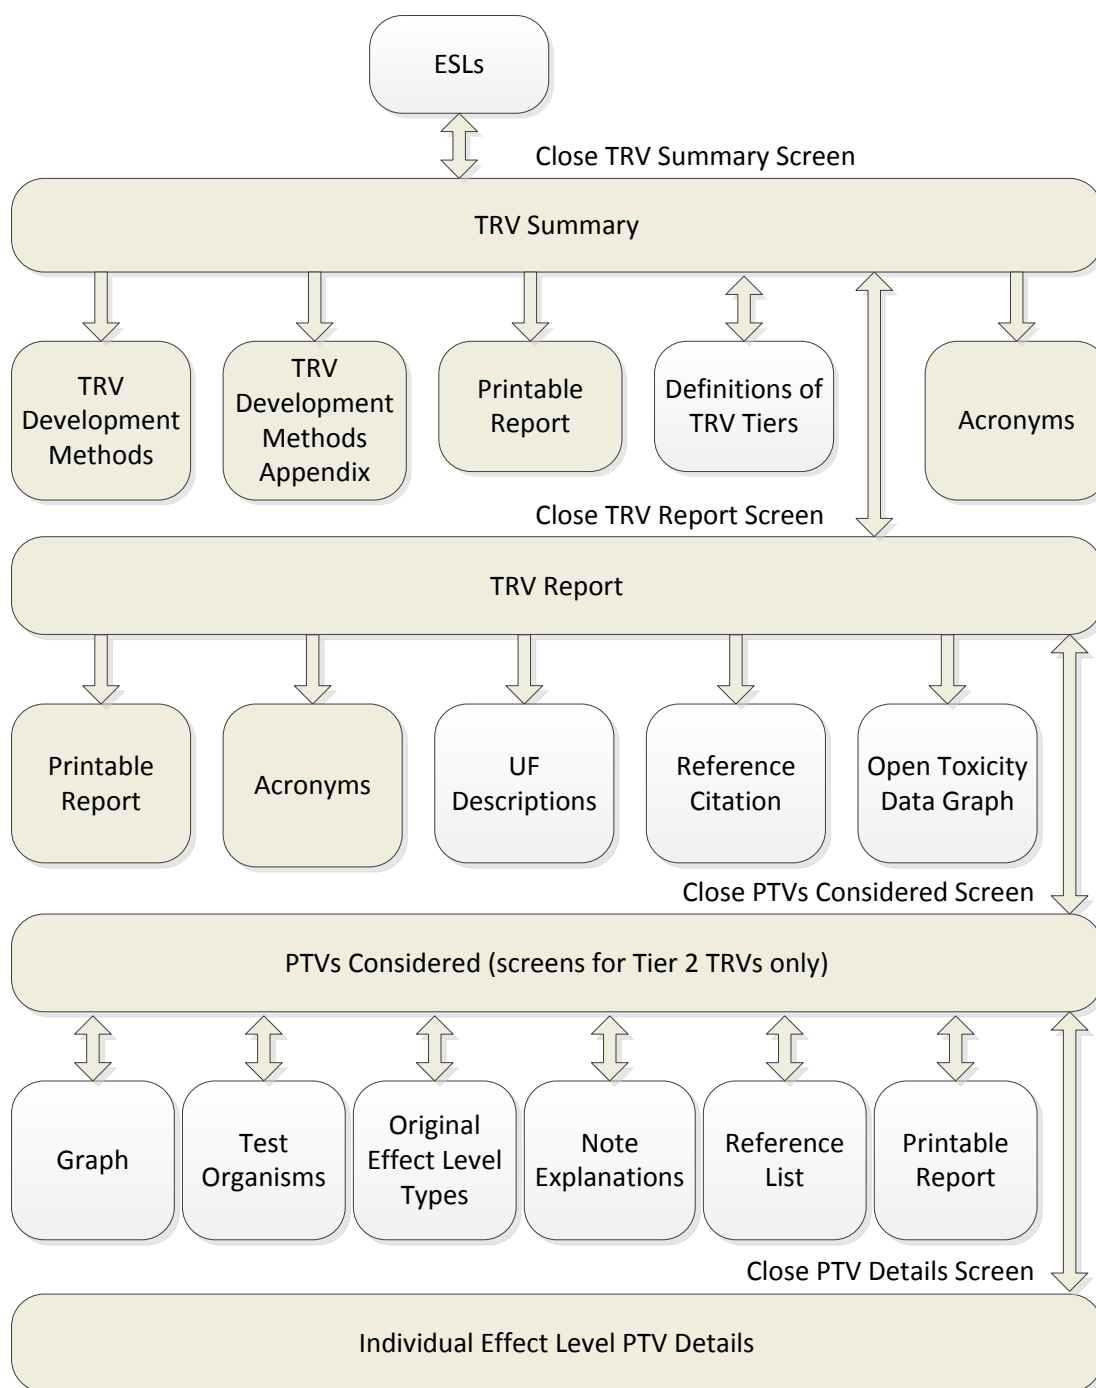 ESLs
Close TRV Summary Screen
TRV Summary
TRV
Development
Methods
TRV
Development
Methods
Appendix
Printable
Report
Definitions of
TRV Tiers
Acronyms
Close TRV Report Screen
TRV Report
Printable
Report
Acronyms
UF
Descriptions
Reference
Citation
Open Toxicity
Data Graph
Close PTVs Considered Screen
PTVs Considered (screens for Tier 2 TRVs only)
Graph
Test
Organisms
Original
Effect Level
Types
Note
Explanations
Reference
List
Printable
Report
Close PTV Details Screen
Individual Effect Level PTV Details